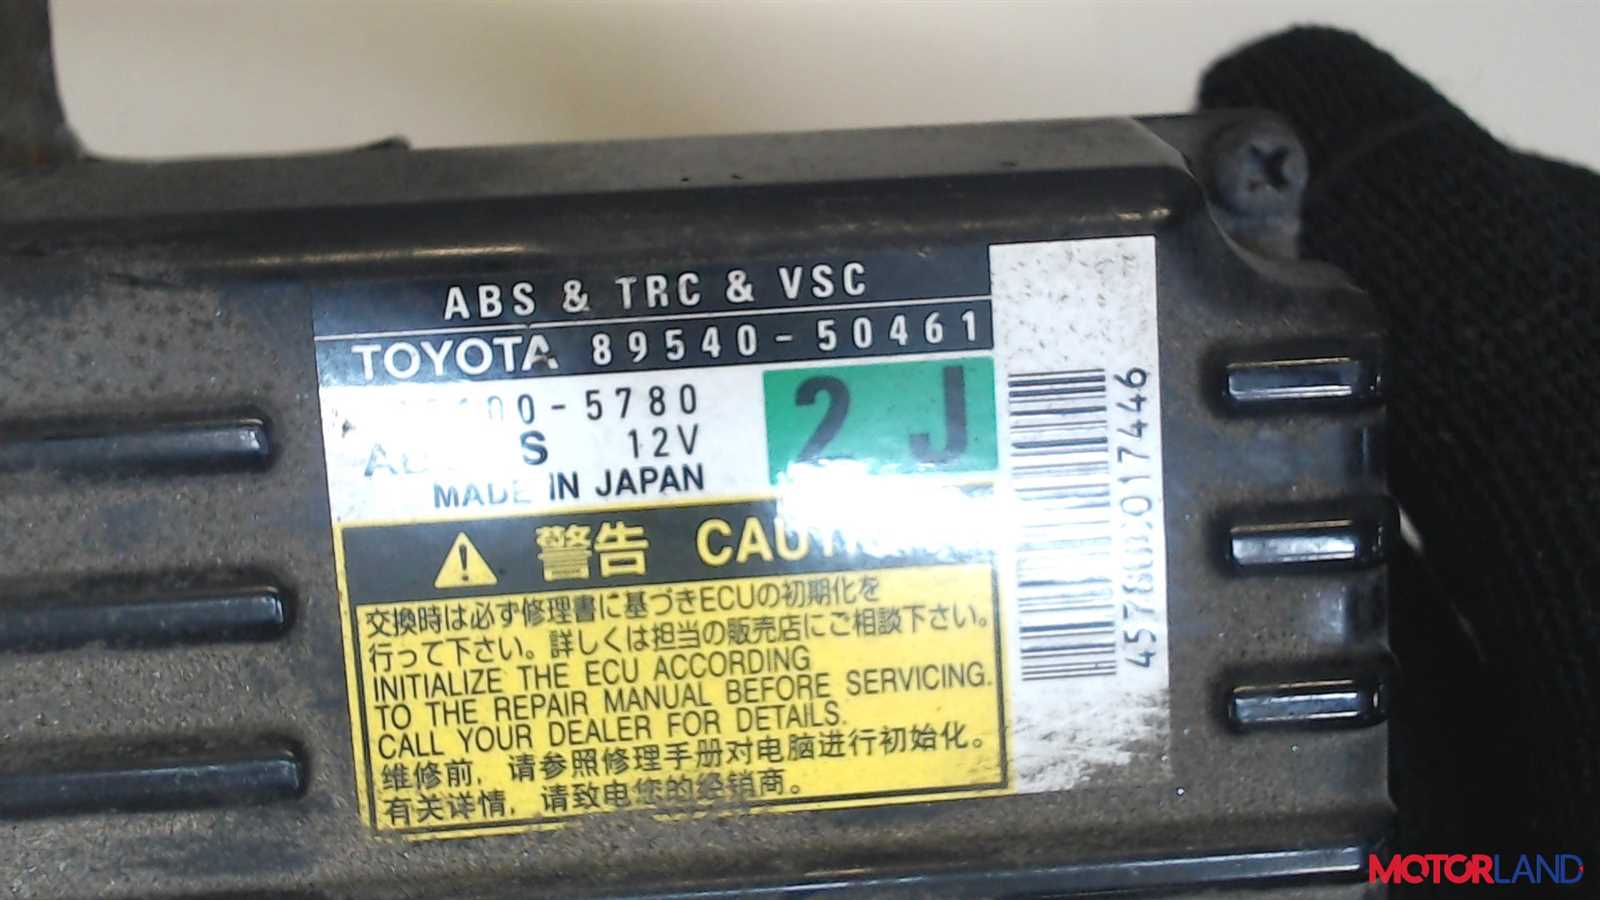 ABS & TRC & VSC
TOYOTA 89540-50461
00-5780
12V
MADE IN JAPAN
2J
警告
交換時は必ず修理書に基づきECUの初期化を
行って下さい。詳しくは担当の販売店にご相談下さい。
INITIALIZE THE ECU ACCORDING
TO THE REPAIR MANUAL BEFORE SERVICING.
CALL YOUR DEALER FOR DETAILS.
维修前，请参照修理手册对电脑进行初始化。
有关详情，请致电您的经销商。
MOTORLAND